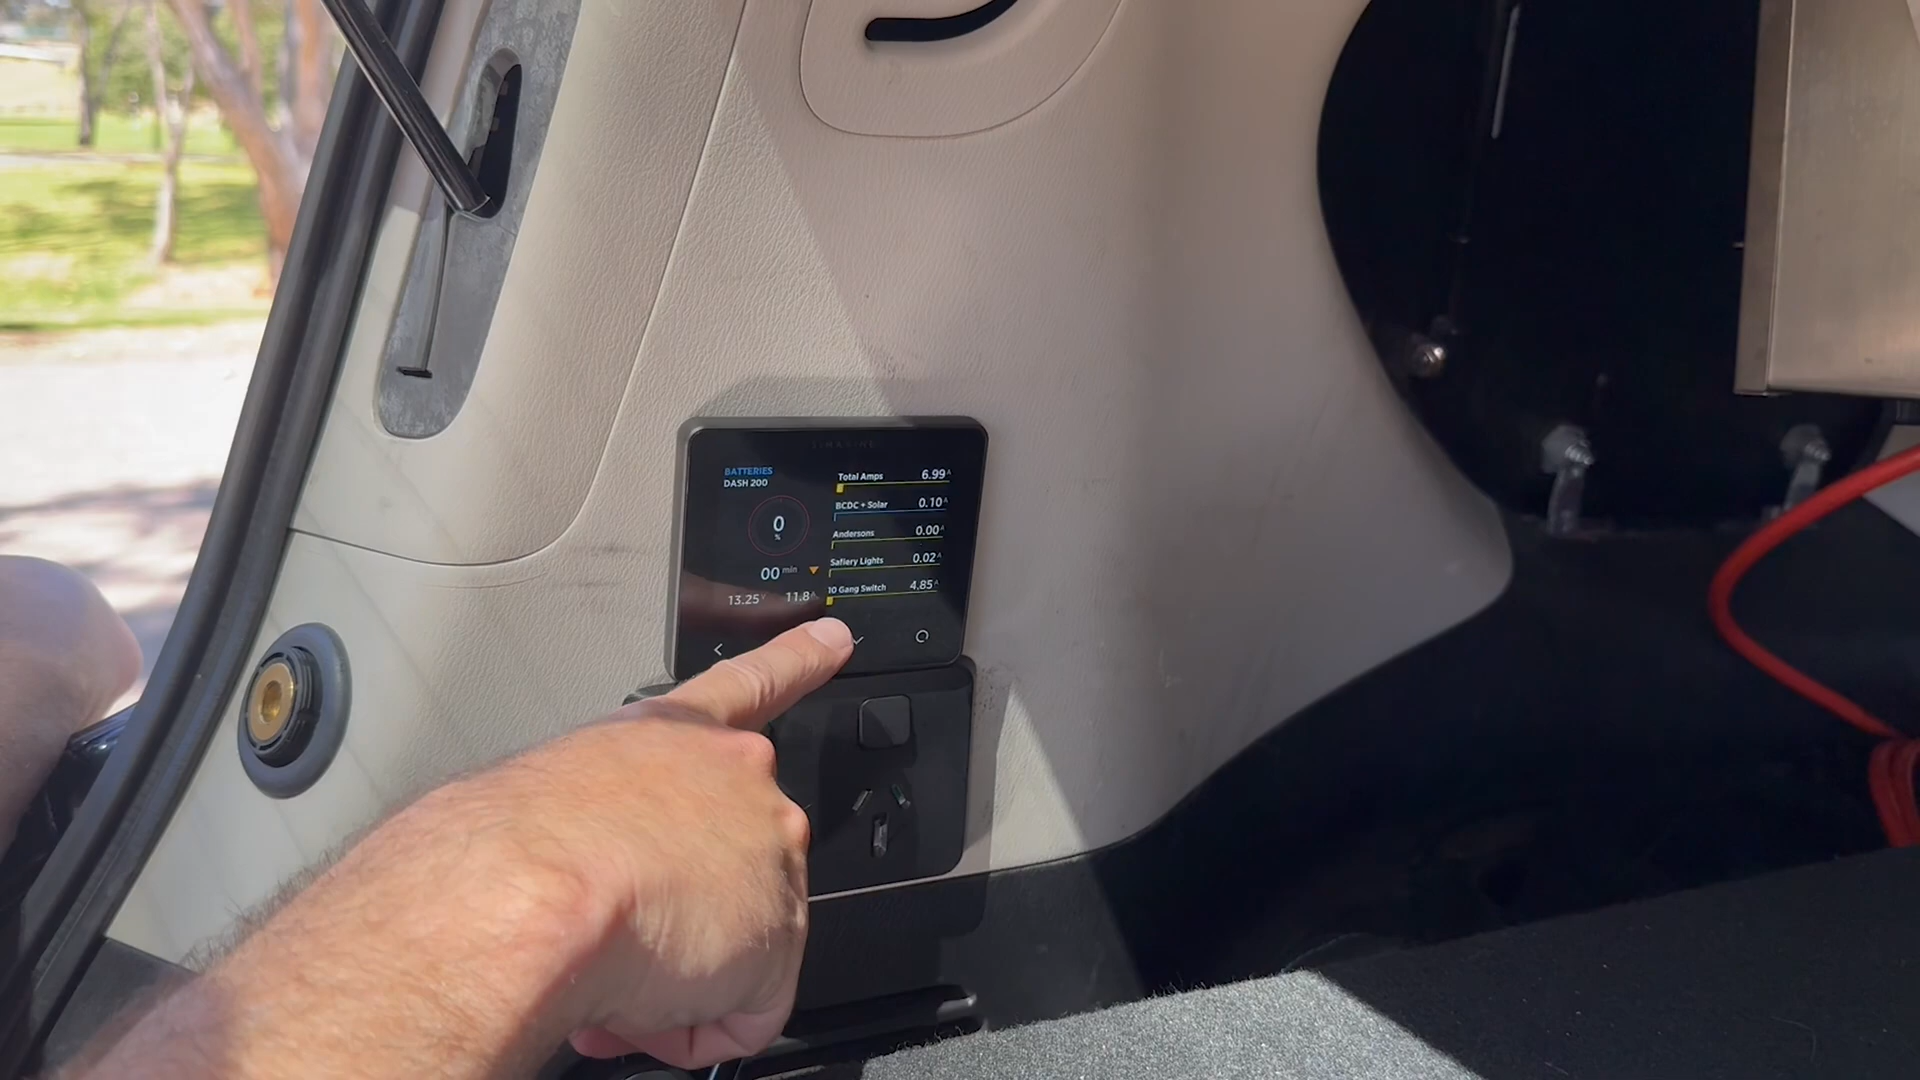 BATTERIES
DASH 200
0
%
00 min
13.25 V 11.8 A
Total Amps 6.99 A
BCDC + Solar 0.10 A
Andersons 0.00 A
Safiery Lights 0.02 A
10 Gang Switch 4.85 A